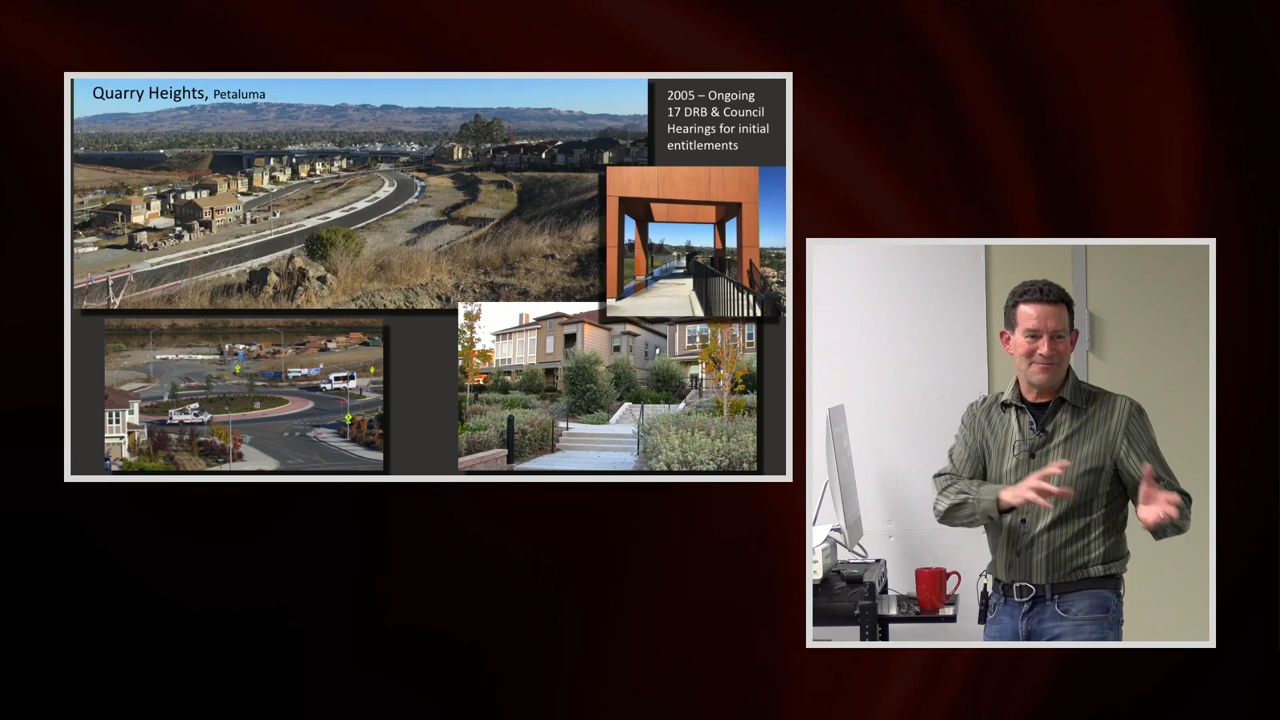 Quarry Heights, Petaluma
2005 – Ongoing
17 DRB & Council
Hearings for initial
entitlements